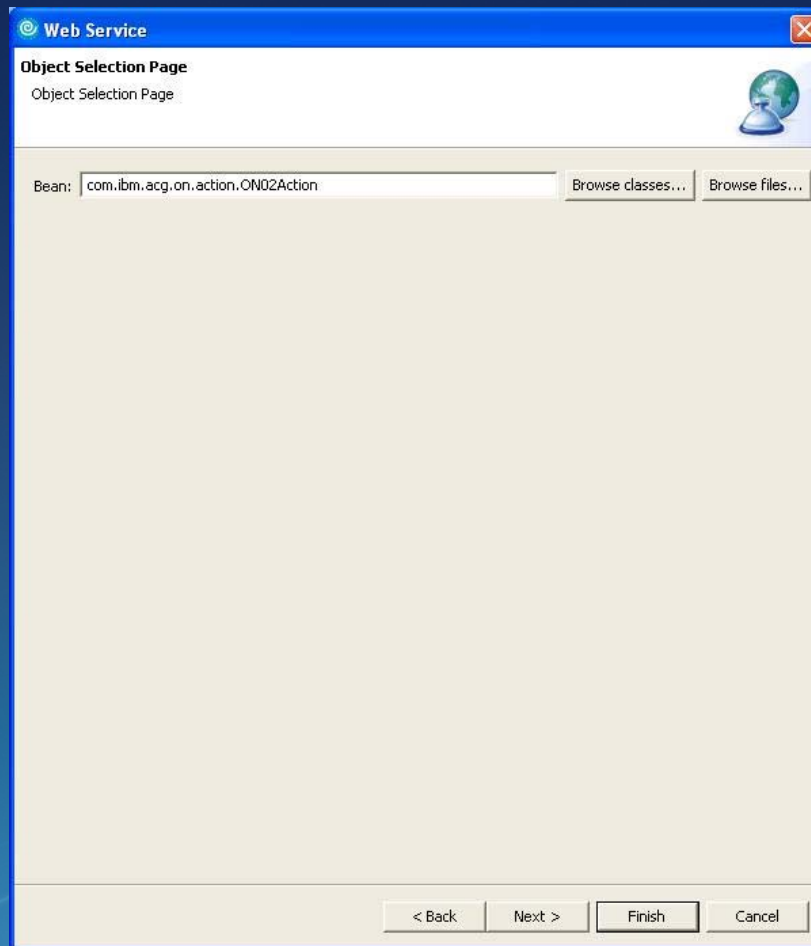 Web Service
Object Selection Page
Object Selection Page
Bean: com.ibm.acg.on.action.ON02Action Browse classes... Browse files...
< Back Next > Finish Cancel